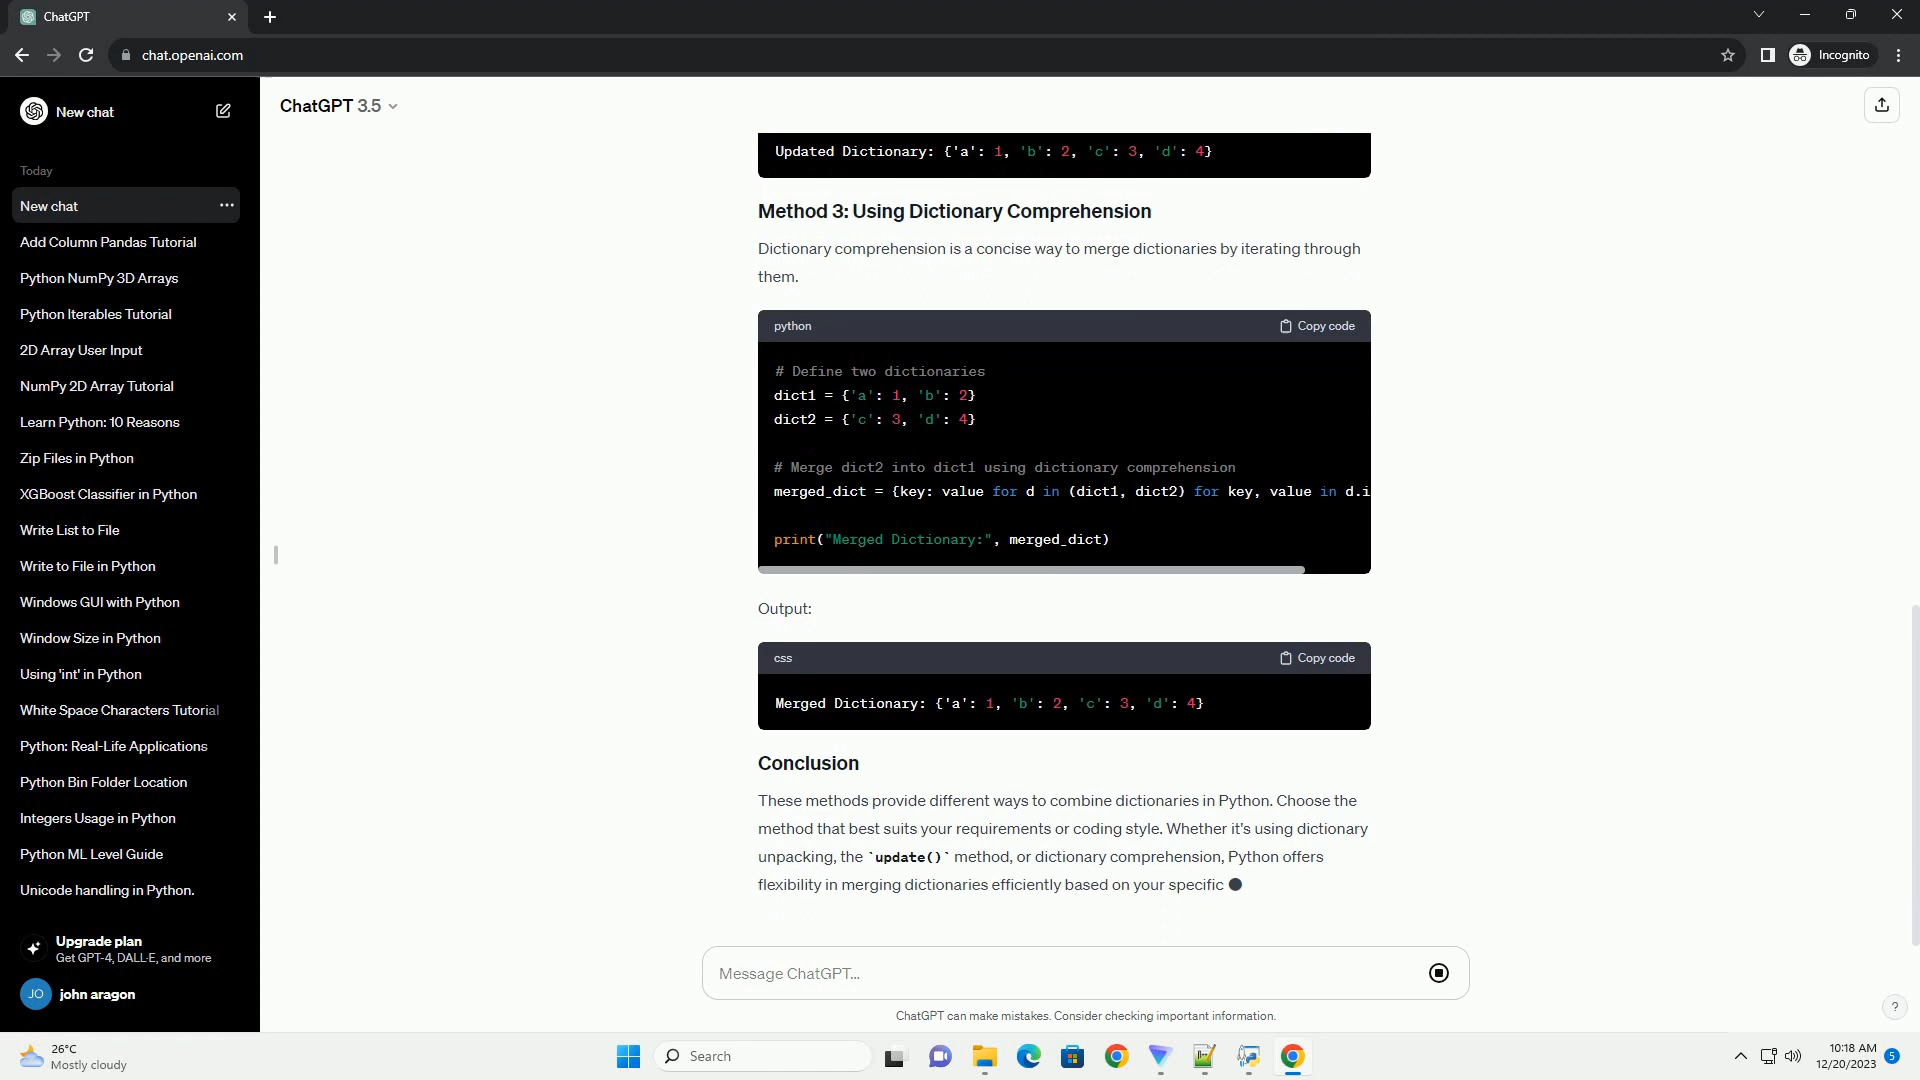 ChatGPT
chat.openai.com
Incognito
New chat
ChatGPT 3.5
Today
New chat
Add Column Pandas Tutorial
Python NumPy 3D Arrays
Python Iterables Tutorial
2D Array User Input
NumPy 2D Array Tutorial
Learn Python: 10 Reasons
Zip Files in Python
XGBoost Classifier in Python
Write List to File
Write to File in Python
Windows GUI with Python
Window Size in Python
Using 'int' in Python
White Space Characters Tutorial
Python: Real-Life Applications
Python Bin Folder Location
Integers Usage in Python
Python ML Level Guide
Unicode handling in Python.
Upgrade plan
Get GPT-4, DALL·E, and more
JO john aragon
Updated Dictionary: {'a': 1, 'b': 2, 'c': 3, 'd': 4}
Method 3: Using Dictionary Comprehension
Dictionary comprehension is a concise way to merge dictionaries by iterating through
them.
python Copy code
# Define two dictionaries
dict1 = {'a': 1, 'b': 2}
dict2 = {'c': 3, 'd': 4}
# Merge dict2 into dict1 using dictionary comprehension
merged_dict = {key: value for d in (dict1, dict2) for key, value in d.i
print("Merged Dictionary:", merged_dict)
Output:
css Copy code
Merged Dictionary: {'a': 1, 'b': 2, 'c': 3, 'd': 4}
Conclusion
These methods provide different ways to combine dictionaries in Python. Choose the
method that best suits your requirements or coding style. Whether it's using dictionary
unpacking, the `update()` method, or dictionary comprehension, Python offers
flexibility in merging dictionaries efficiently based on your specific
Message ChatGPT...
ChatGPT can make mistakes. Consider checking important information.
?
26°C
Mostly cloudy
Search
10:18 AM
12/20/2023
5